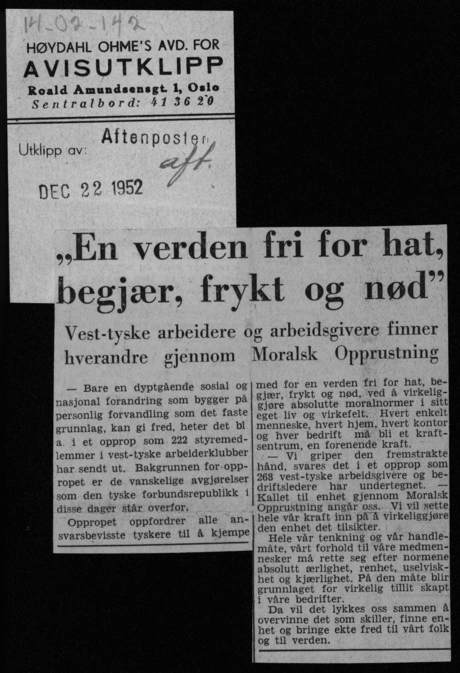 14-02-142
HØYDAHL OHME'S AVD. FOR
AVISUTKLIPP
Roald Amundsensgt. 1, Oslo
Sentralbord: 41 36 20
Utklipp av: Aftenposten
aft.
DEC 22 1952
„En verden fri for hat,
begjær, frykt og nød”
Vest-tyske arbeidere og arbeidsgivere finner
hverandre gjennom Moralsk Opprustning
— Bare en dyptgående sosial og
nasjonal forandring som bygger på
personlig forvandling som det faste
grunnlag, kan gi fred, heter det bl
a. i et opprop som 222 styremed-
lemmer i vest-tyske arbeiderklubber
har sendt ut. Bakgrunnen for opp-
ropet er de vanskelige avgjørelser
som den tyske forbundsrepublikk i
disse dager står overfor.
Oppropet oppfordrer alle an-
svarsbevisste tyskere til å kjempe
med for en verden fri for hat, be-
gjær, frykt og nød, ved å virkelig-
gjøre absolutte moralnormer i sitt
eget liv og virkefelt. Hvert enkelt
menneske, hvert hjem, hvert kontor
og hver bedrift må bli et kraft-
sentrum, en forenende kraft.
— Vi griper den fremstrakte
hånd, svares det i et opprop som
268 vest-tyske arbeidsgivere og be-
driftsledere har undertegnet. —
Kallet til enhet gjennom Moralsk
Opprustning angår oss. Vi vil sette
hele vår kraft inn på å virkeliggjøre
den enhet det tilsikter.
Hele vår tenkning og vår handle-
måte, vårt forhold til våre medmen-
nesker må rette seg efter normene
absolutt ærlighet, renhet, uselvisk-
het og kjærlighet. På den måte blir
grunnlaget for virkelig tillit skapt
i våre bedrifter.
Da vil det lykkes oss sammen å
overvinne det som skiller, finne en-
het og bringe ekte fred til vårt folk
og til verden.